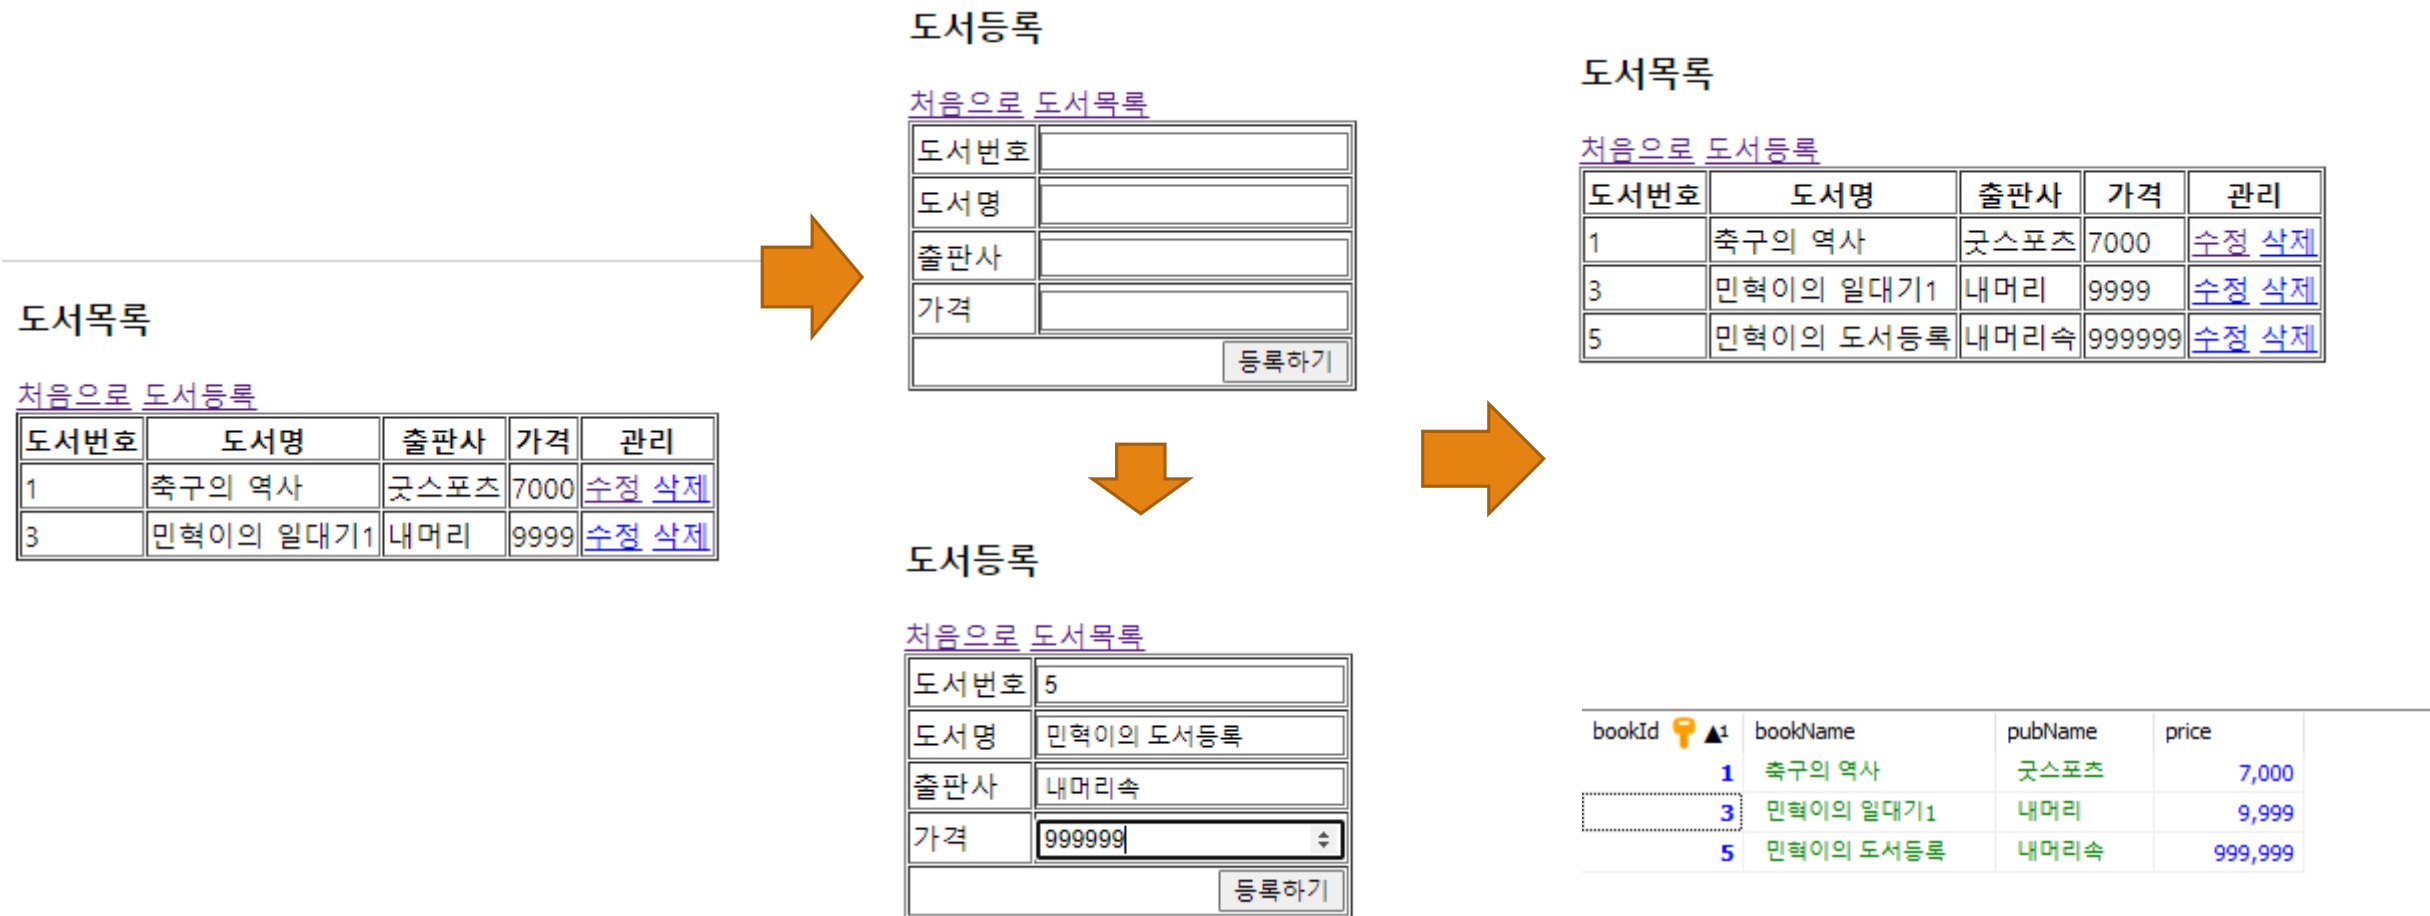 도서목록
처음으로 도서등록
도서번호 도서명 출판사 가격 관리
1 축구의 역사 굿스포츠 7000 수정 삭제
3 민혁이의 일대기1 내머리 9999 수정 삭제
도서등록
처음으로 도서목록
도서번호
도서명
출판사
가격
등록하기
도서등록
처음으로 도서목록
도서번호 5
도서명 민혁이의 도서등록
출판사 내머리속
가격 999999
등록하기
도서목록
처음으로 도서등록
도서번호 도서명 출판사 가격 관리
1 축구의 역사 굿스포츠 7000 수정 삭제
3 민혁이의 일대기1 내머리 9999 수정 삭제
5 민혁이의 도서등록 내머리속 999999 수정 삭제
bookId ▲1 bookName pubName price
1 축구의 역사 굿스포츠 7,000
3 민혁이의 일대기1 내머리 9,999
5 민혁이의 도서등록 내머리속 999,999